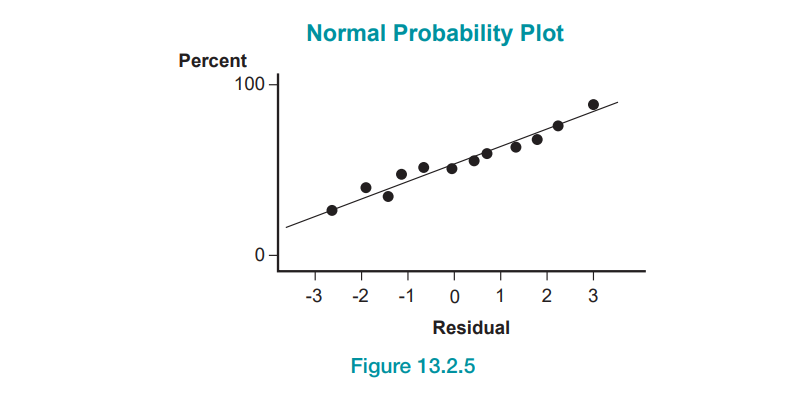 Normal Probability Plot
Percent
100
0
-3 -2 -1 0 1 2 3
Residual
Figure 13.2.5